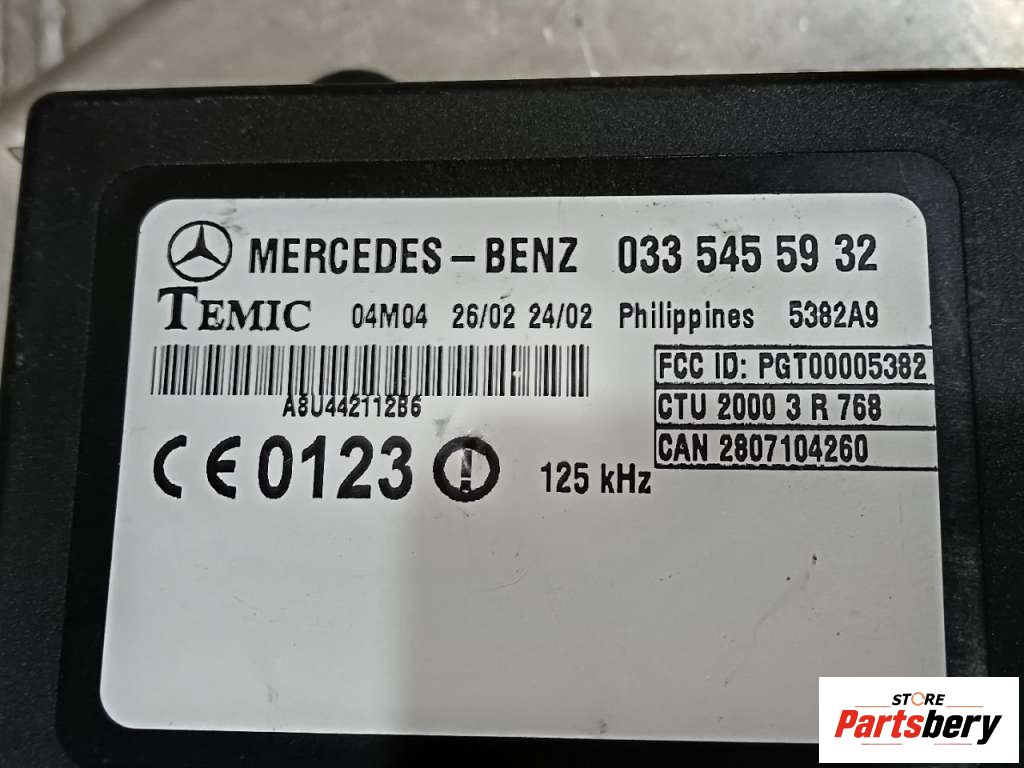 MERCEDES-BENZ 033 545 59 32
TEMIC 04M04 26/02 24/02 Philippines 5382A9
FCC ID: PGT00005382
A8U442112B6
CTU 2000 3 R 768
CAN 2807104260
CE 0123 125 kHz
STORE
Partsbery